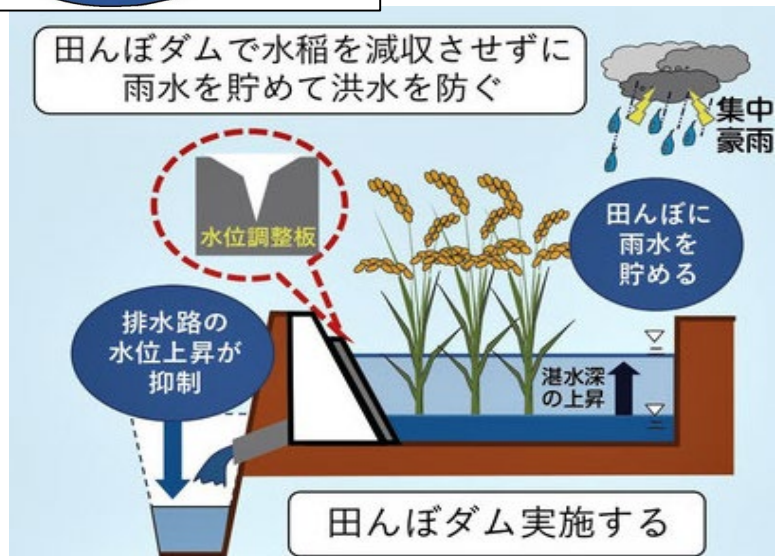 田んぼダムで水稲を減収させずに
雨水を貯めて洪水を防ぐ
集中
豪雨
水位調整板
田んぼに
雨水を
貯める
排水路の
水位上昇が
抑制
湛水深
の上昇
田んぼダム実施する